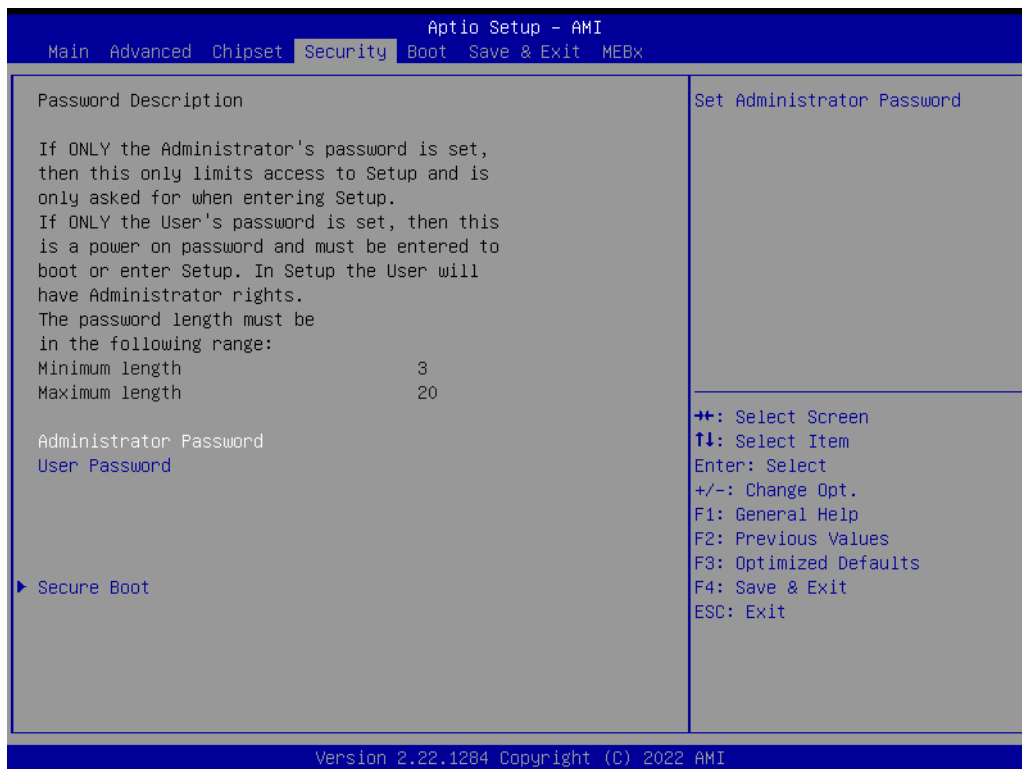 Aptio Setup – AMI
Main Advanced Chipset Security Boot Save & Exit MEBx
Password Description
If ONLY the Administrator's password is set,
then this only limits access to Setup and is
only asked for when entering Setup.
If ONLY the User's password is set, then this
is a power on password and must be entered to
boot or enter Setup. In Setup the User will
have Administrator rights.
The password length must be
in the following range:
Minimum length 3
Maximum length 20
Administrator Password
User Password
▶ Secure Boot
Set Administrator Password
→←: Select Screen
↑↓: Select Item
Enter: Select
+/-: Change Opt.
F1: General Help
F2: Previous Values
F3: Optimized Defaults
F4: Save & Exit
ESC: Exit
Version 2.22.1284 Copyright (C) 2022 AMI